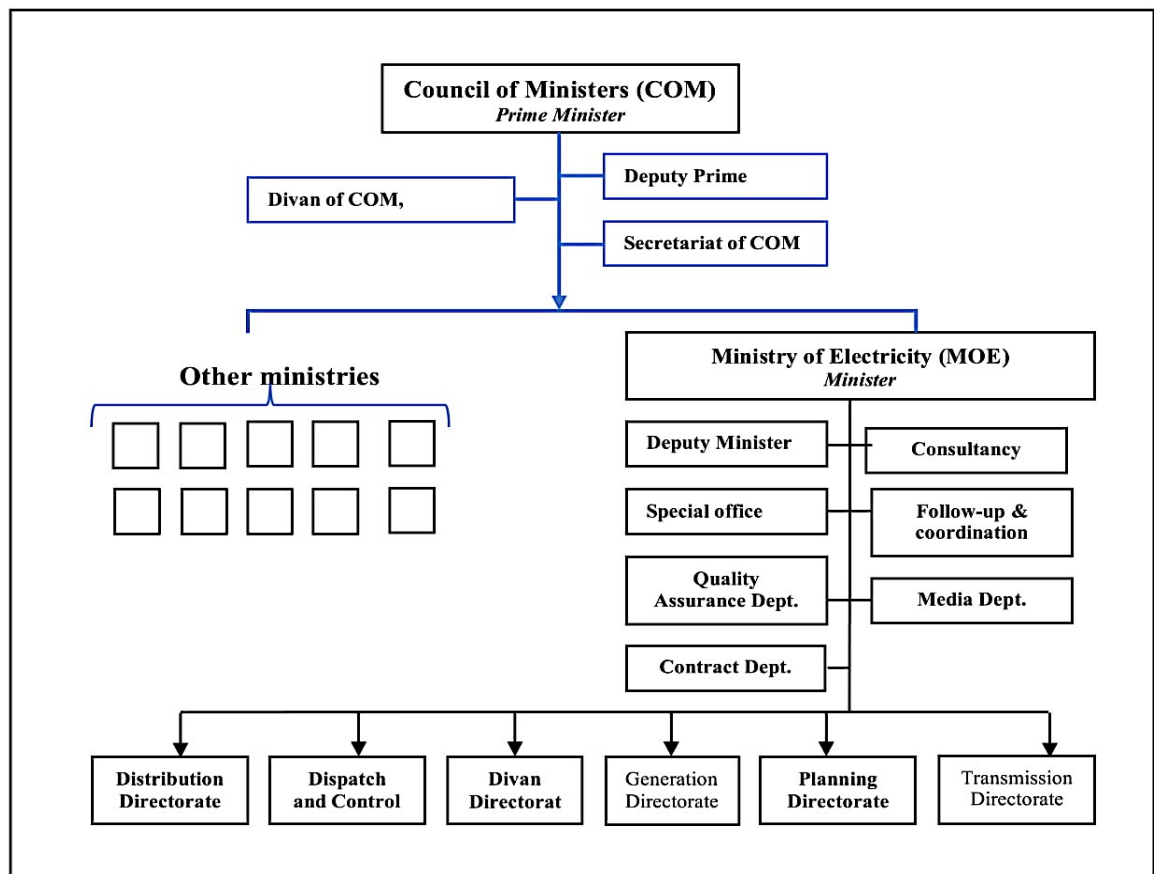 Council of Ministers (COM)
Prime Minister
Deputy Prime
Divan of COM,
Secretariat of COM
Other ministries
Ministry of Electricity (MOE)
Minister
Deputy Minister
Consultancy
Special office
Follow-up &
coordination
Quality
Assurance Dept.
Media Dept.
Contract Dept.
Distribution
Directorate
Dispatch
and Control
Divan
Directorat
Generation
Directorate
Planning
Directorate
Transmission
Directorate